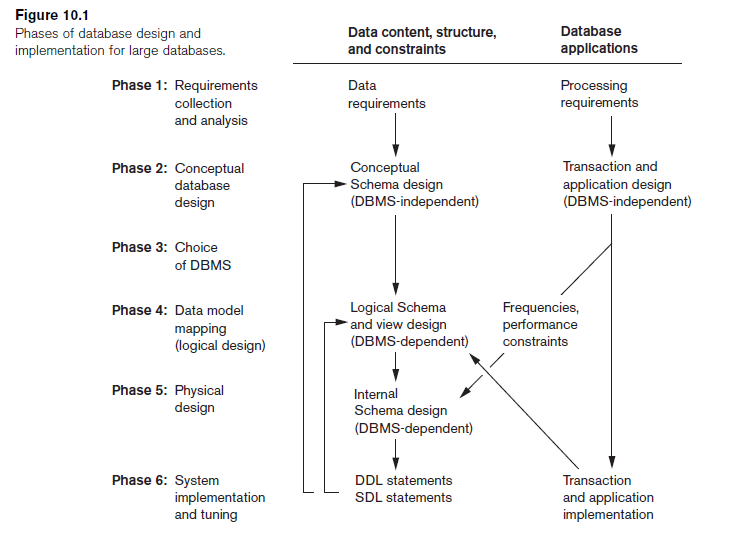 Figure 10.1
Phases of database design and
implementation for large databases.
Data content, structure,
and constraints
Database
applications
Phase 1: Requirements
collection
and analysis
Data
requirements
Processing
requirements
Phase 2: Conceptual
database
design
Conceptual
Schema design
(DBMS-independent)
Transaction and
application design
(DBMS-independent)
Phase 3: Choice
of DBMS
Phase 4: Data model
mapping
(logical design)
Logical Schema
and view design
(DBMS-dependent)
Frequencies,
performance
constraints
Phase 5: Physical
design
Internal
Schema design
(DBMS-dependent)
Phase 6: System
implementation
and tuning
DDL statements
SDL statements
Transaction
and application
implementation